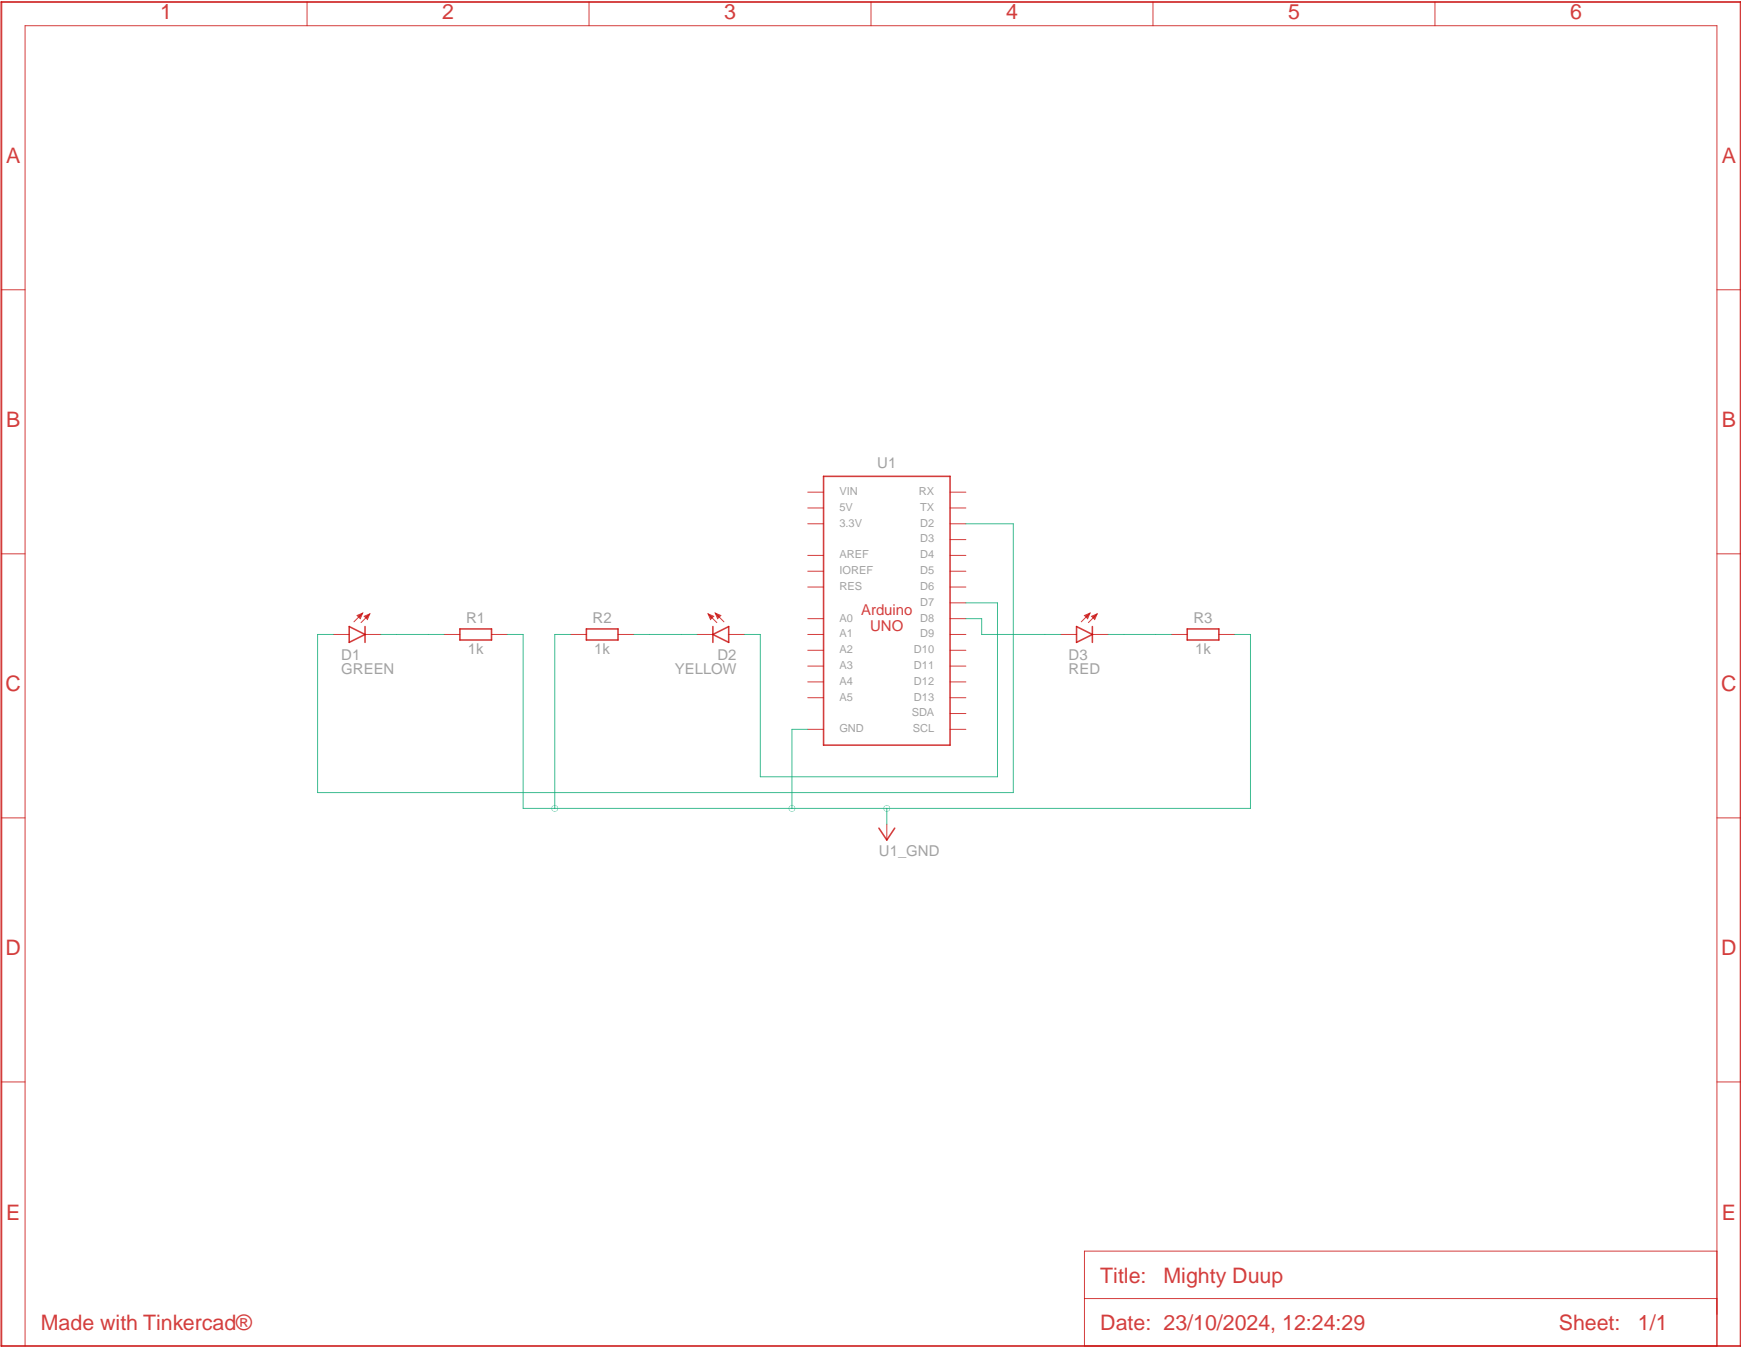 1 2 3 4 5 6
A A
B B
U1
VIN RX
5V TX
3.3V D2
D3
AREF D4
IOREF D5
RES D6
D7
Arduino
A0 D8
UNO
A1 D9
A2 D10
A3 D11
A4 D12
A5 D13
SDA
GND SCL
R1 R2 R3
1k 1k 1k
D1 D2 D3
GREEN YELLOW RED
C C
U1_GND
D D
E E
Title: Mighty Duup
Date: 23/10/2024, 12:24:29 Sheet: 1/1
Made with Tinkercad®